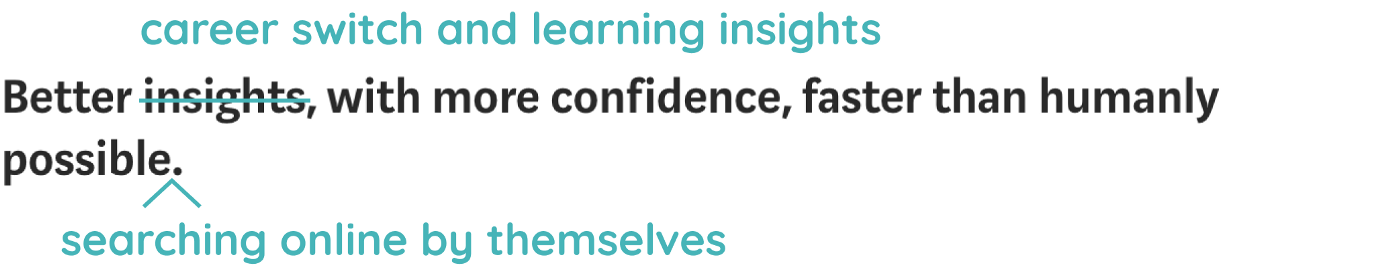 career switch and learning insights
Better insights, with more confidence, faster than humanly
possible.
searching online by themselves